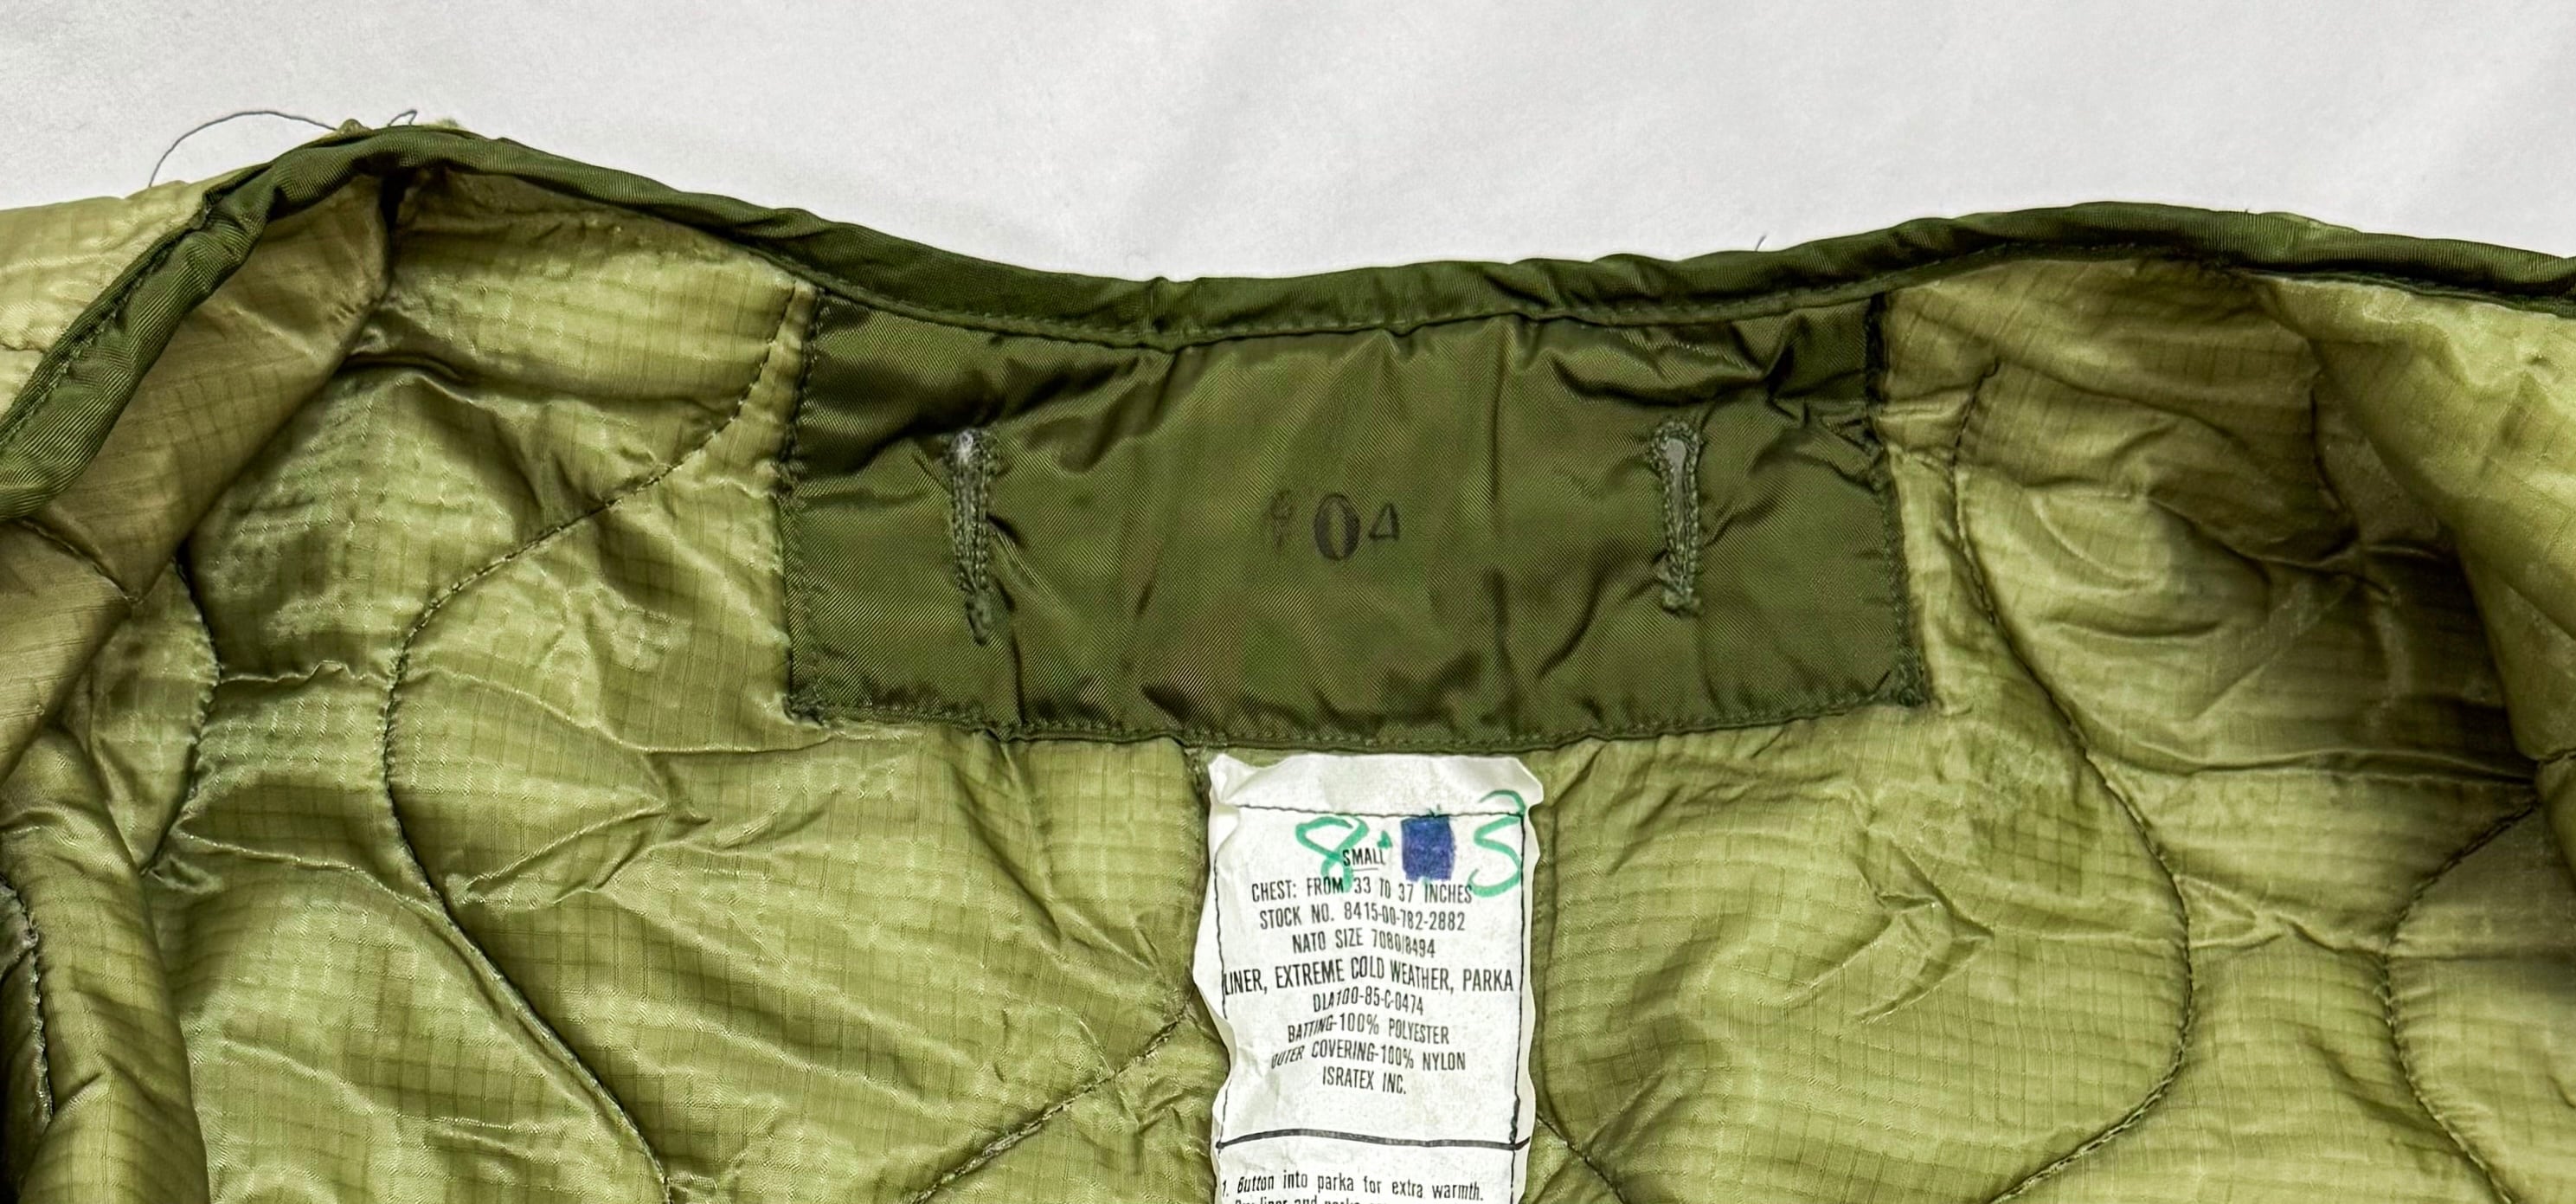 04
8 S
SMALL
CHEST: FROM 33 TO 37 INCHES
STOCK NO. 8415-00-782-2882
NATO SIZE 7080/8494
LINER, EXTREME COLD WEATHER, PARKA
DLA100-85-C-0474
BATTING-100% POLYESTER
OUTER COVERING-100% NYLON
ISRATEX INC.
1. Button into parka for extra warmth.
liner and